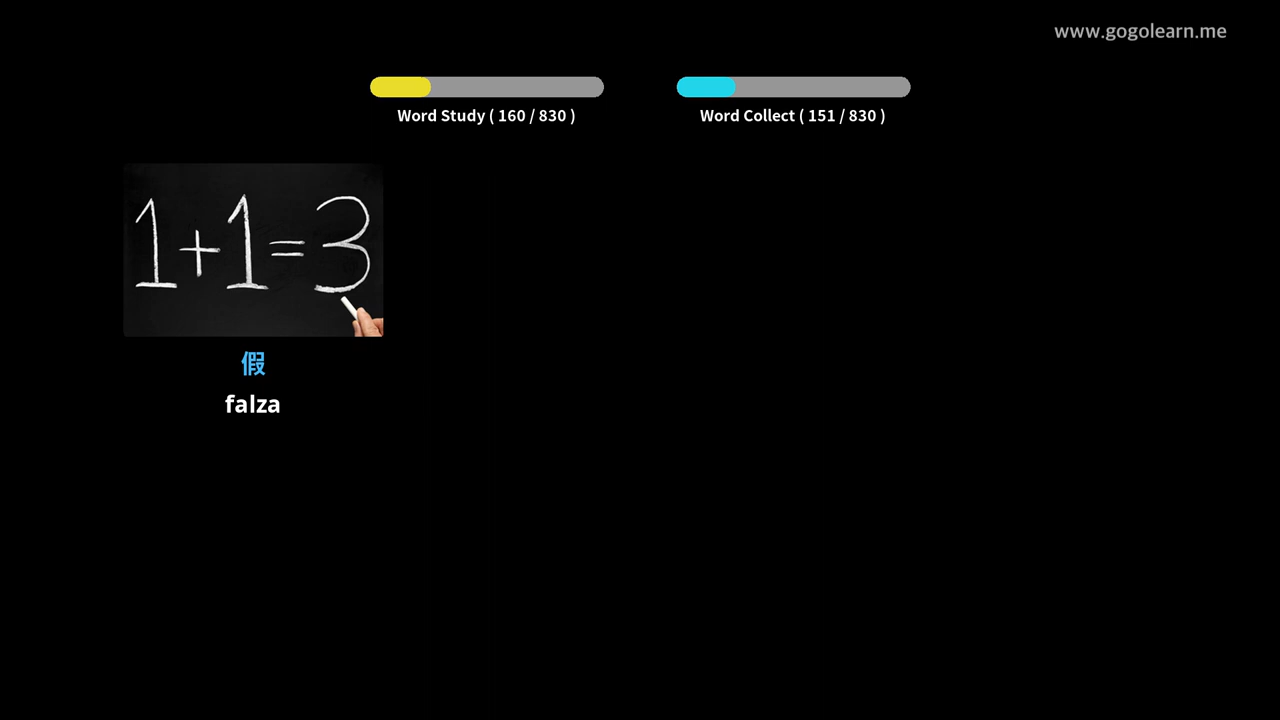 www.gogolearn.me
Word Study ( 160 / 830 )
Word Collect ( 151 / 830 )
1+1=3
假
falza